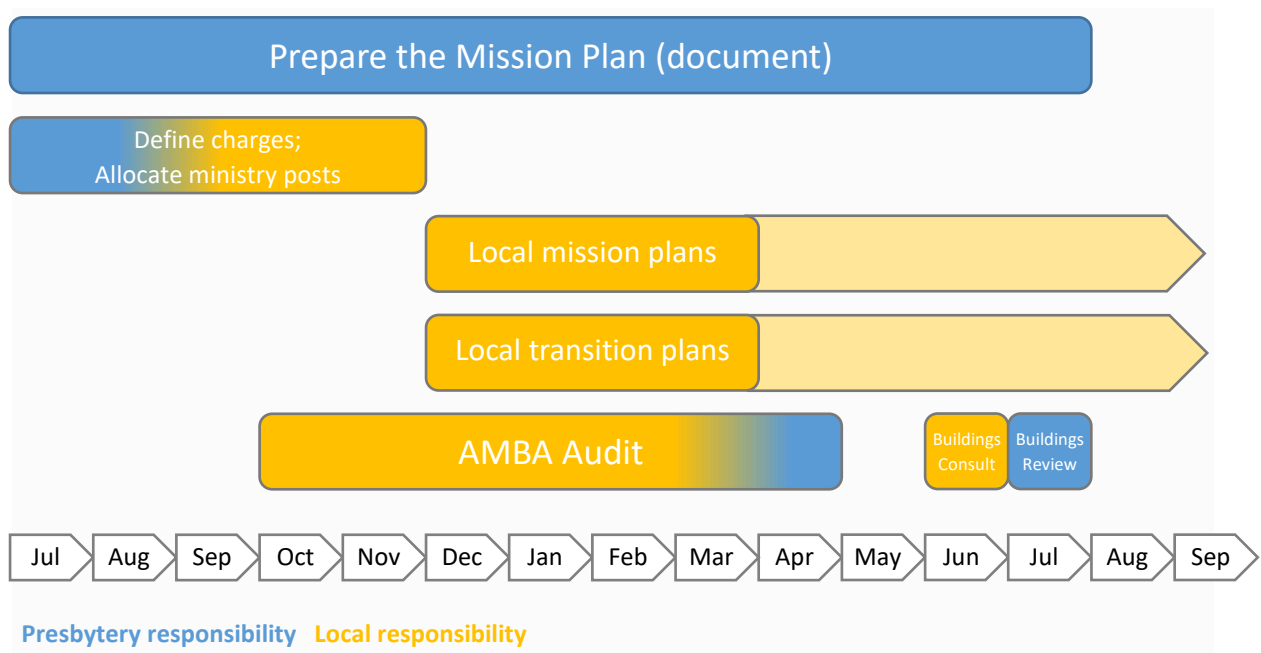 Prepare the Mission Plan (document)
Define charges;
Allocate ministry posts
Local mission plans
Local transition plans
AMBA Audit
Buildings
Consult
Buildings
Review
Jul Aug Sep Oct Nov Dec Jan Feb Mar Apr May Jun Jul Aug Sep
Presbytery responsibility Local responsibility